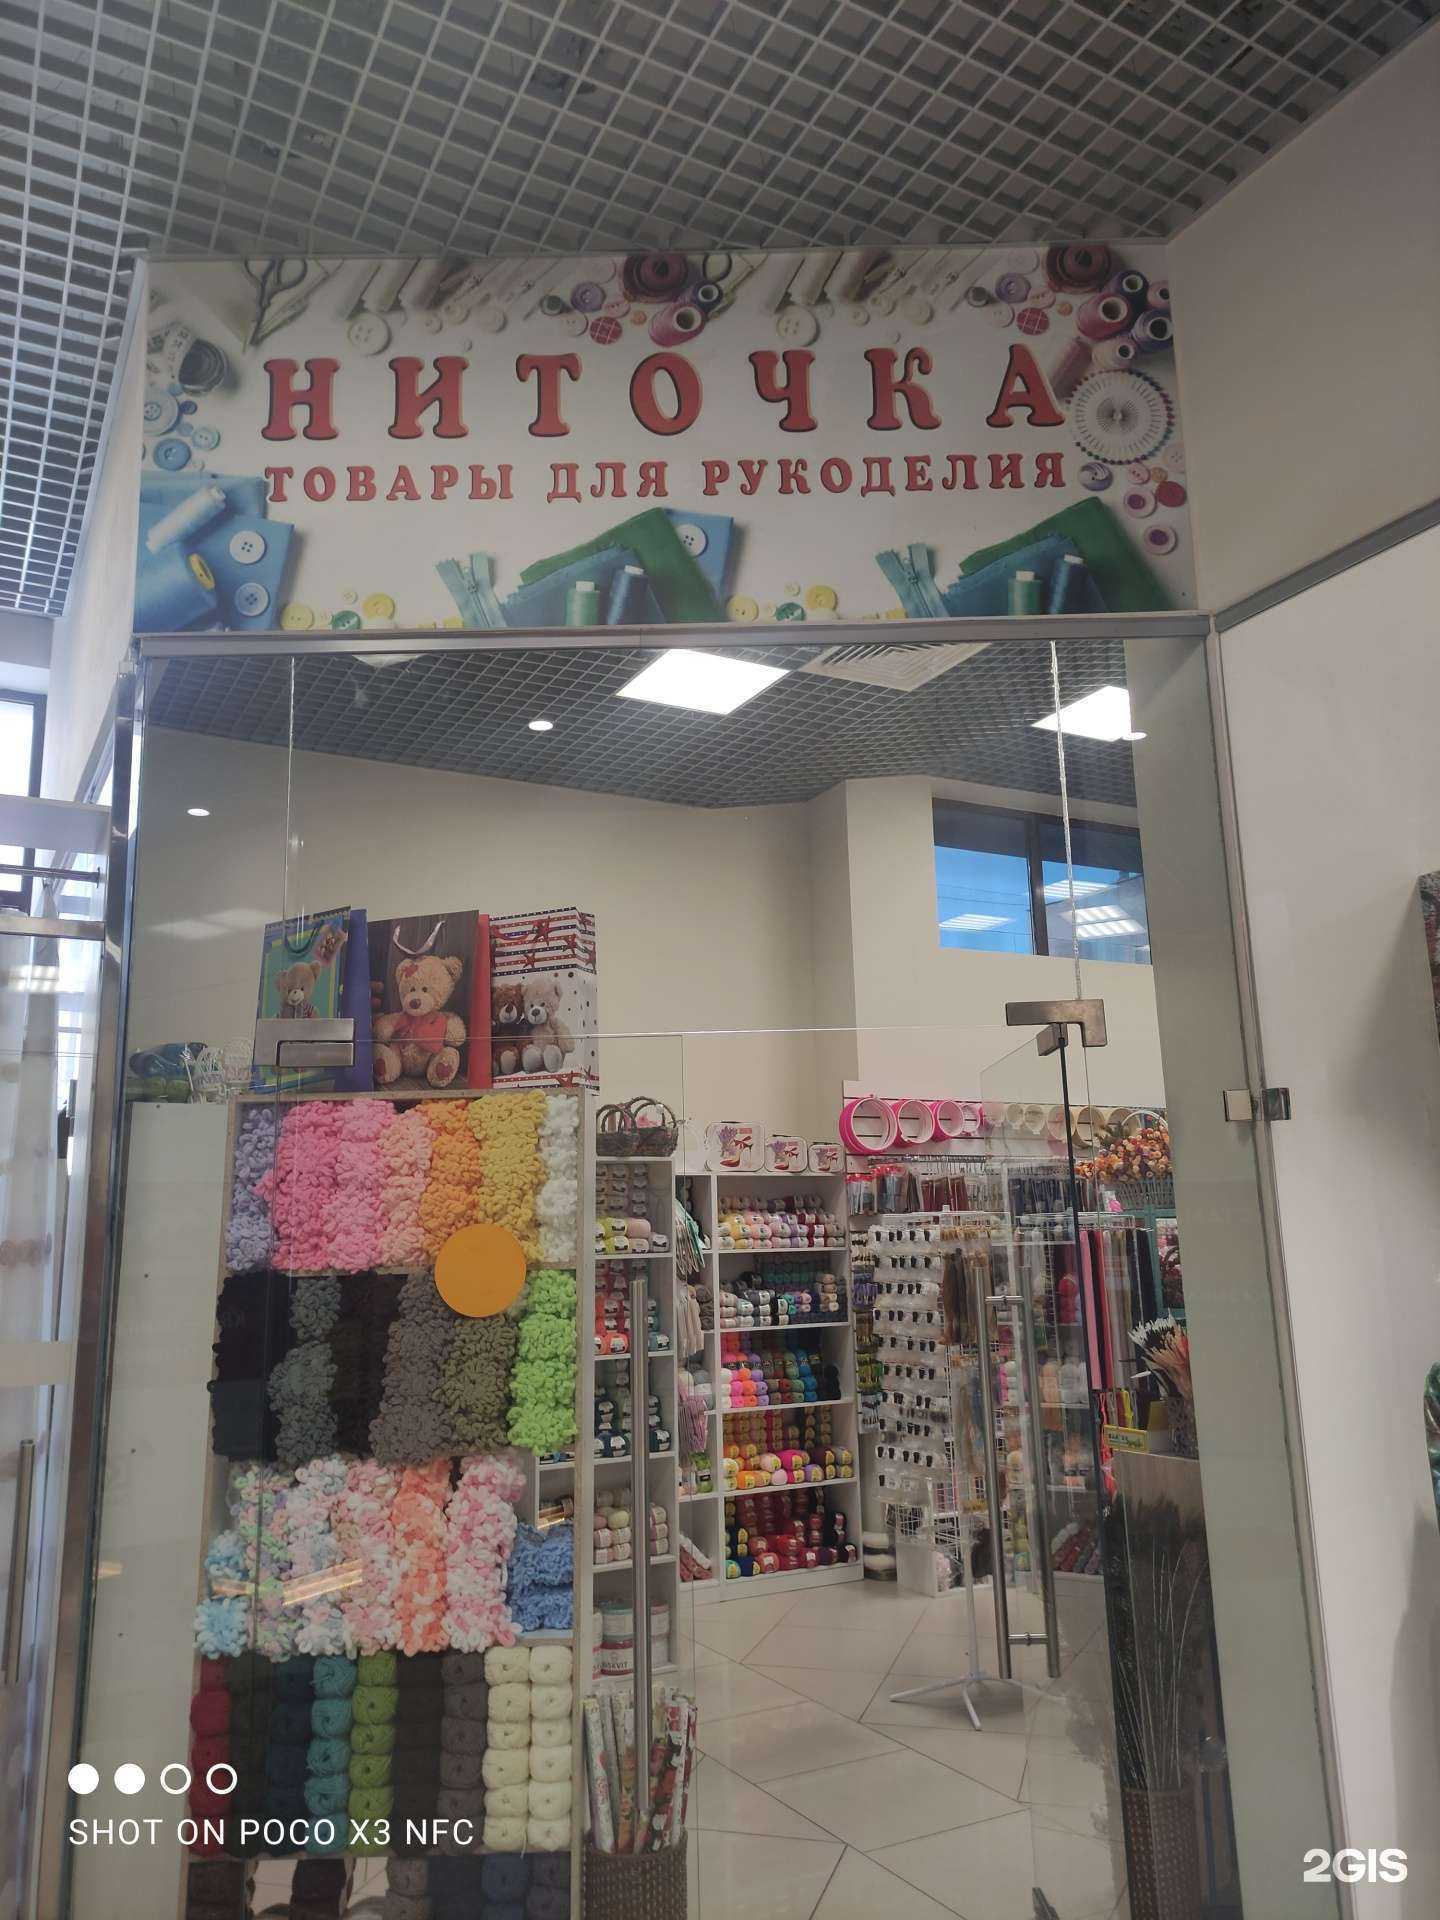 НИТОЧКА
ТОВАРЫ ДЛЯ РУКОДЕЛИЯ
SHOT ON POCO X3 NFC
2GIS